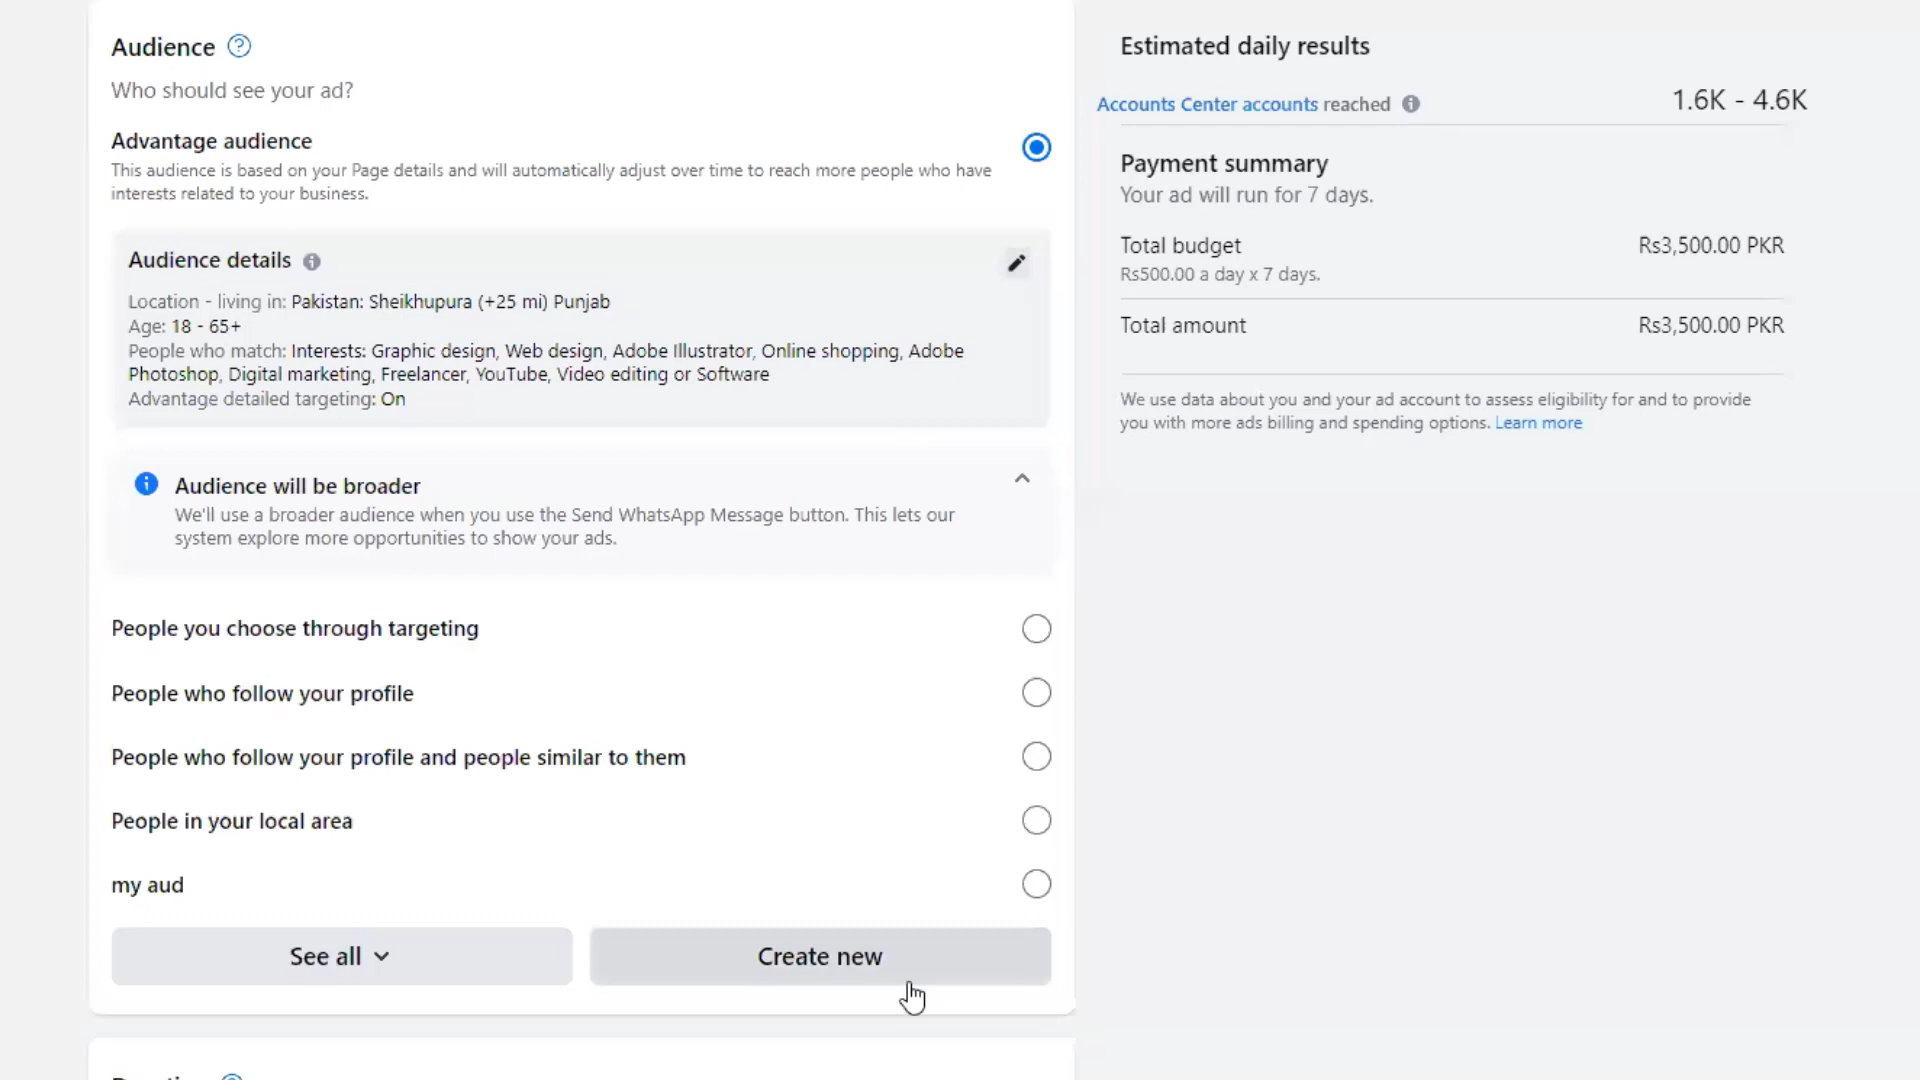 Audience
Who should see your ad?
Advantage audience
This audience is based on your Page details and will automatically adjust over time to reach more people who have
interests related to your business.
Audience details
Location - living in: Pakistan: Sheikhupura (+25 mi) Punjab
Age: 18 - 65+
People who match: Interests: Graphic design, Web design, Adobe Illustrator, Online shopping, Adobe
Photoshop, Digital marketing, Freelancer, YouTube, Video editing or Software
Advantage detailed targeting: On
Audience will be broader
We'll use a broader audience when you use the Send WhatsApp Message button. This lets our
system explore more opportunities to show your ads.
People you choose through targeting
People who follow your profile
People who follow your profile and people similar to them
People in your local area
my aud
See all
Create new
Estimated daily results
Accounts Center accounts reached
1.6K - 4.6K
Payment summary
Your ad will run for 7 days.
Total budget
Rs3,500.00 PKR
Rs500.00 a day x 7 days.
Total amount
Rs3,500.00 PKR
We use data about you and your ad account to assess eligibility for and to provide
you with more ads billing and spending options. Learn more